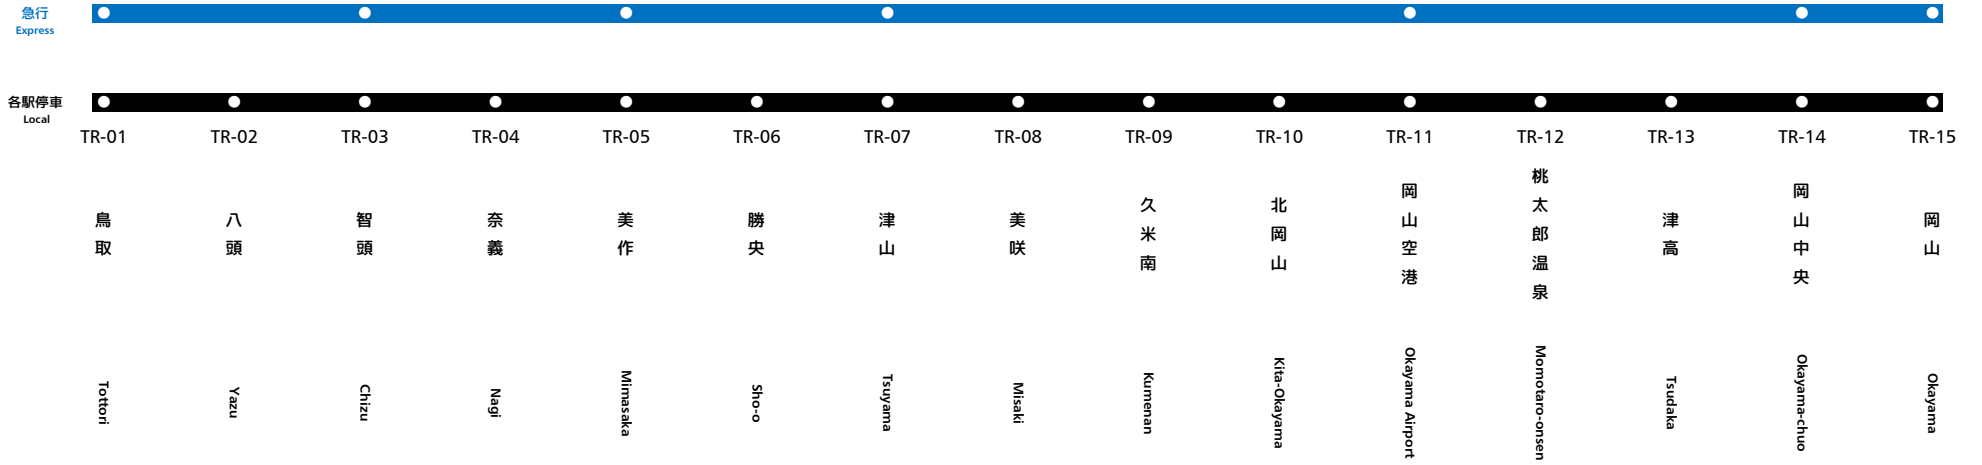 急行
Express
各駅停車
Local
TR-01 TR-02 TR-03 TR-04 TR-05 TR-06 TR-07 TR-08 TR-09 TR-10 TR-11 TR-12 TR-13 TR-14 TR-15
鳥取
八頭
智頭
奈義
美作
勝央
津山
美咲
久米南
北岡山
岡山空港
桃太郎温泉
津高
岡山中央
岡山
Tottori
Yazu
Chizu
Nagi
Mimasaka
Sho-o
Tsuyama
Misaki
Kumenan
Kita-Okayama
Okayama Airport
Momotaro-onsen
Tsudaka
Okayama-chuo
Okayama